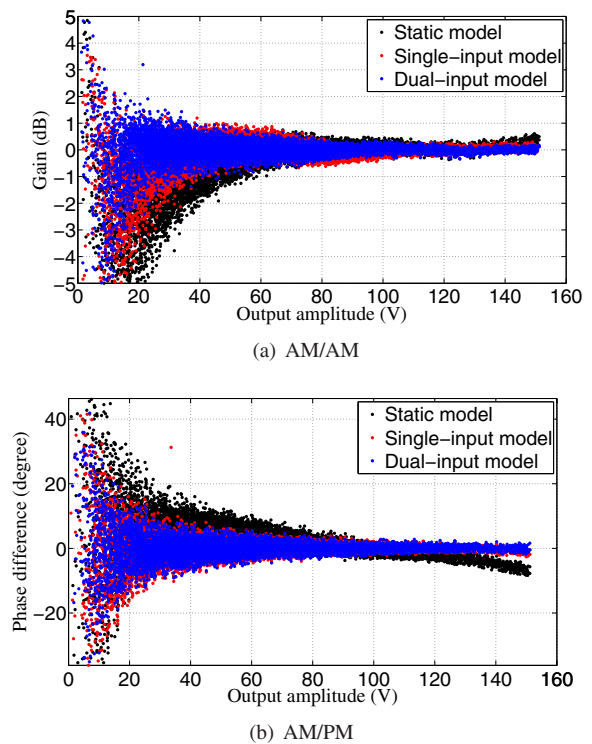 5
4
3
2
1
0
−1
−2
−3
−4
−5
Gain (dB)
Static model
Single−input model
Dual−input model
0 20 40 60 80 100 120 140 160
Output amplitude (V)
(a) AM/AM
40
20
0
−20
Phase difference (degree)
Static model
Single−input model
Dual−input model
0 20 40 60 80 100 120 140 160
Output amplitude (V)
(b) AM/PM